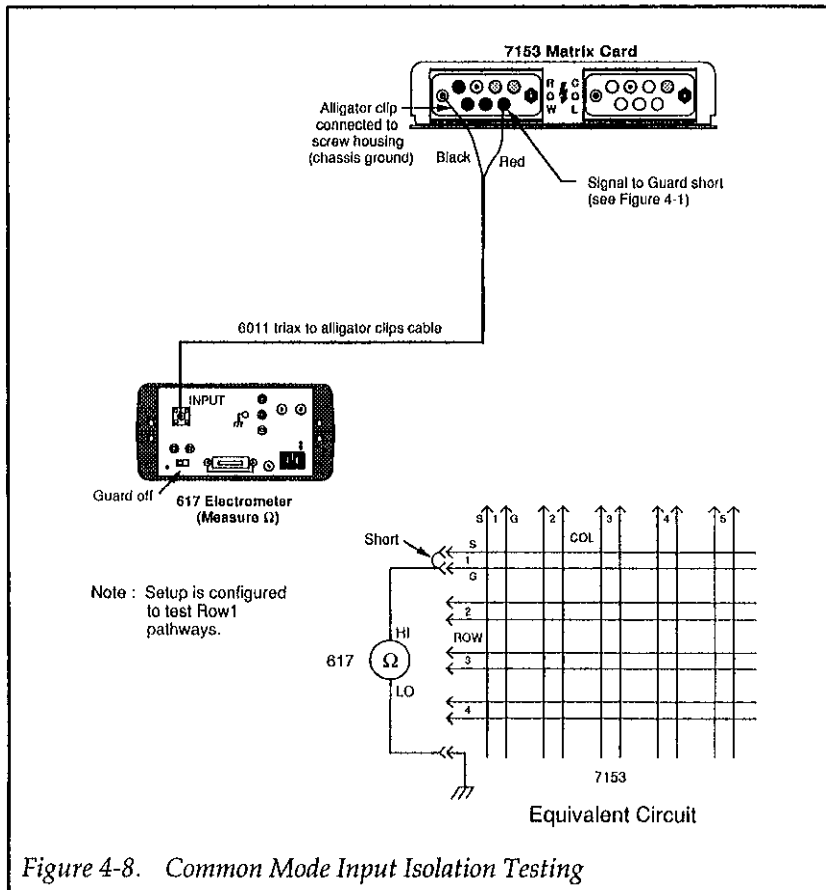 7153 Matrix Card
R C
W L
Alligator clip
connected to
screw housing
(chassis ground)
Black
Red
Signal to Guard short
(see Figure 4-1)
6011 triax to alligator clips cable
INPUT
Guard off
617 Electrometer
(Measure Ω)
Note : Setup is configured
to test Row1
pathways.
S 1 G 2 3 4 5
Short
S
COL
1
G
2
HI
ROW
617
Ω
3
LO
4
7153
Equivalent Circuit
Figure 4-8. Common Mode Input Isolation Testing